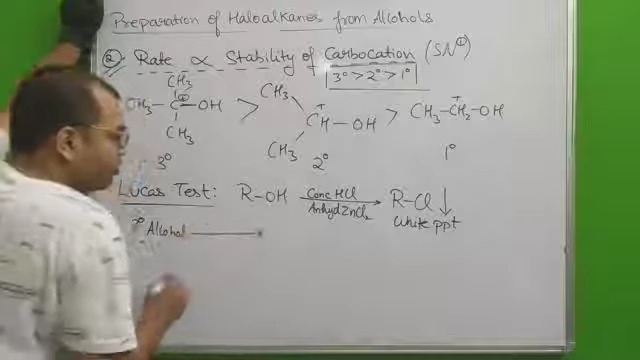 Preparation of Haloalkanes from Alcohols
② Rate ∝ Stability of Carbocation (SN①)
3° > 2° > 1°
CH3 CH3
CH3 – C⊕ – OH > CH+ – OH > CH3 – CH2+ – OH
CH3 CH3
3° 2° 1°
Lucas Test: R – OH Conc HCl → R – Cl ↓
Anhyd ZnCl2 White ppt
Alcohol